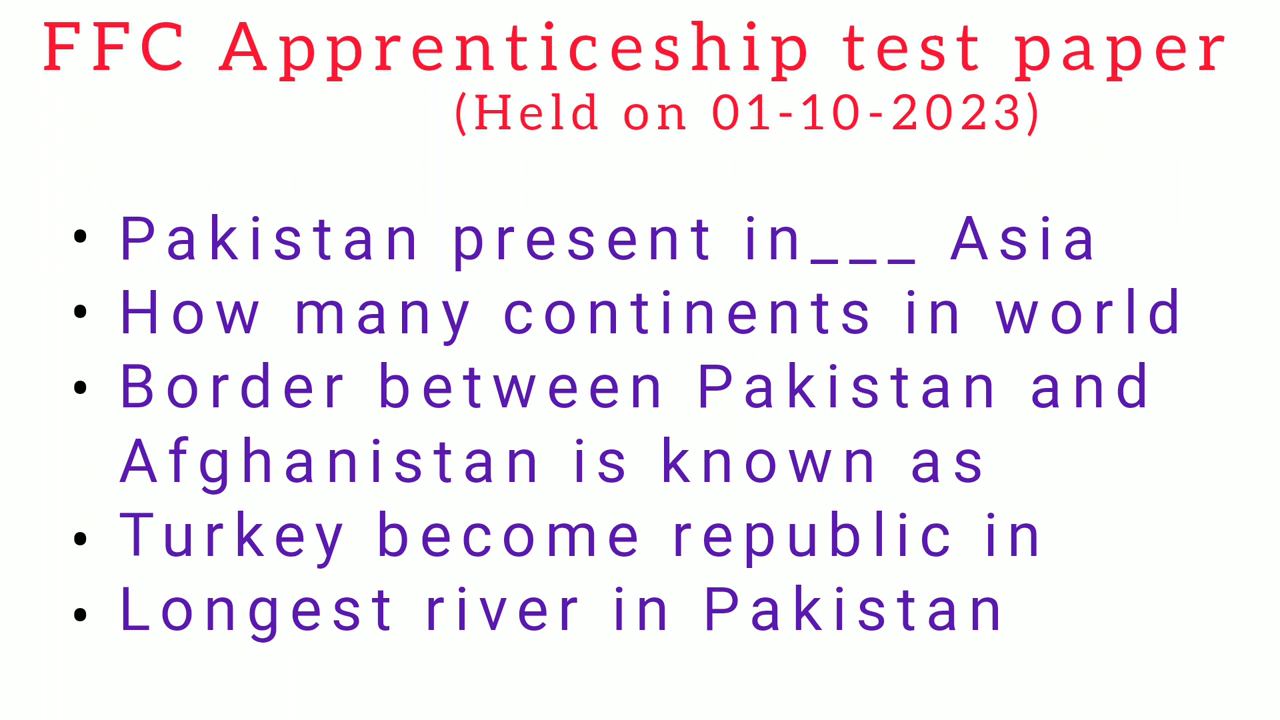 FFC Apprenticeship test paper
(Held on 01-10-2023)
• Pakistan present in___ Asia
• How many continents in world
• Border between Pakistan and
Afghanistan is known as
• Turkey become republic in
• Longest river in Pakistan